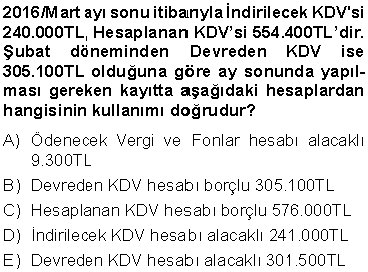 2016/Mart ayı sonu itibarıyla İndirilecek KDV'si
240.000TL, Hesaplanan KDV'si 554.400TL'dir.
Şubat döneminden Devreden KDV ise
305.100TL olduğuna göre ay sonunda yapıl-
ması gereken kayıtta aşağıdaki hesaplardan
hangisinin kullanımı doğrudur?
A) Ödenecek Vergi ve Fonlar hesabı alacaklı
9.300TL
B) Devreden KDV hesabı borçlu 305.100TL
C) Hesaplanan KDV hesabı borçlu 576.000TL
D) İndirilecek KDV hesabı alacaklı 241.000TL
E) Devreden KDV hesabı alacaklı 301.500TL